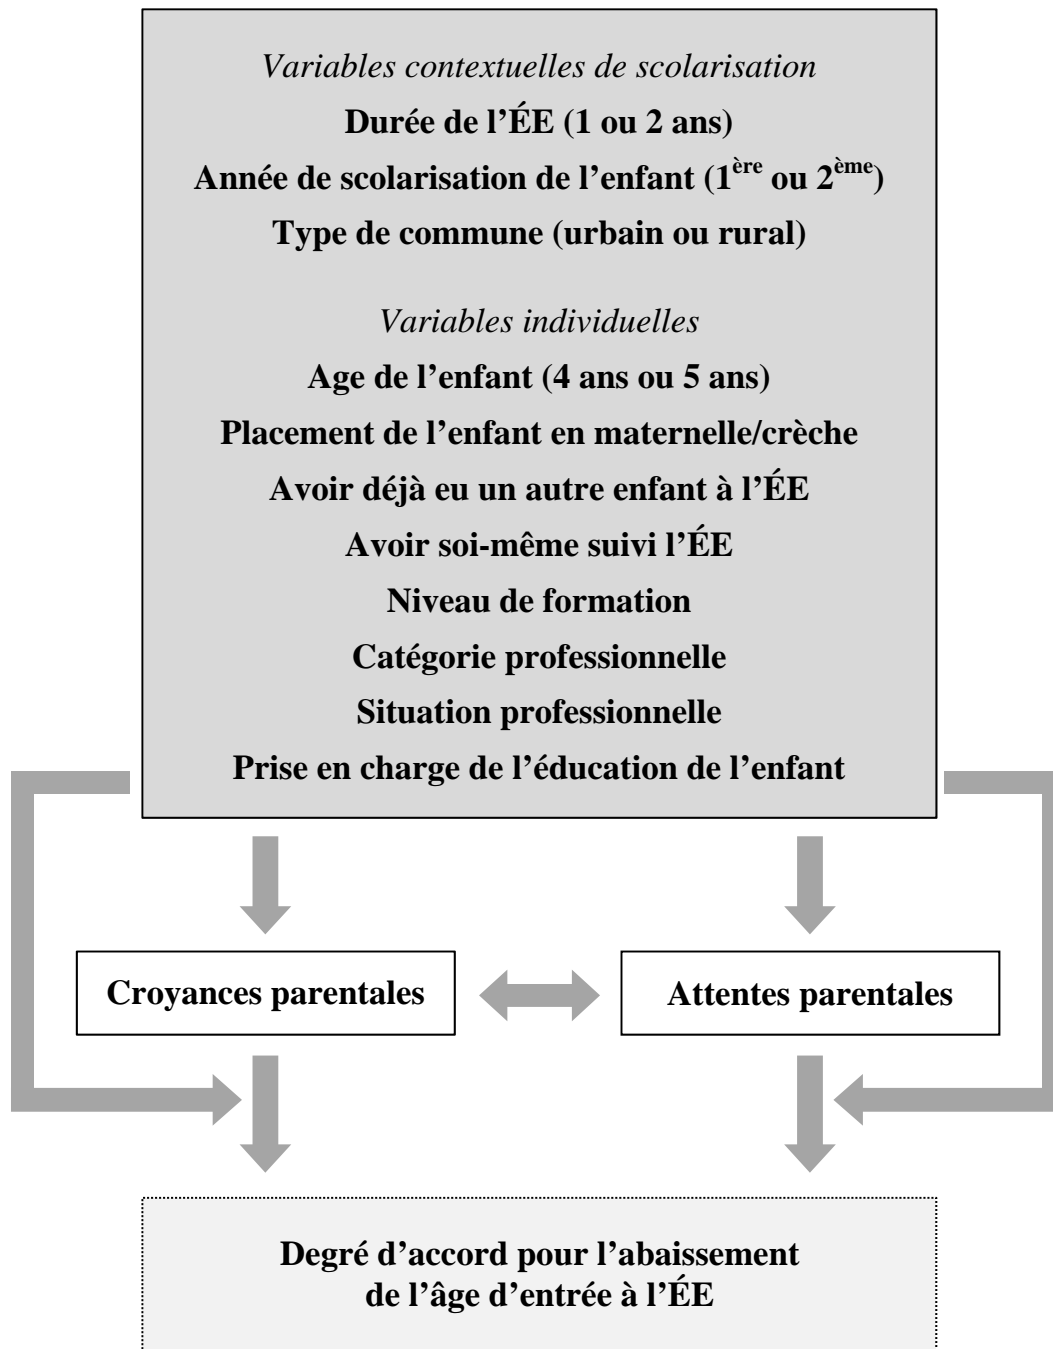 Variables contextuelles de scolarisation
Durée de l’ÉE (1 ou 2 ans)
Année de scolarisation de l’enfant (1ère ou 2ème)
Type de commune (urbain ou rural)
Variables individuelles
Age de l’enfant (4 ans ou 5 ans)
Placement de l’enfant en maternelle/crèche
Avoir déjà eu un autre enfant à l’ÉE
Avoir soi-même suivi l’ÉE
Niveau de formation
Catégorie professionnelle
Situation professionnelle
Prise en charge de l’éducation de l’enfant
Croyances parentales
Attentes parentales
Degré d’accord pour l’abaissement
de l’âge d’entrée à l’ÉE